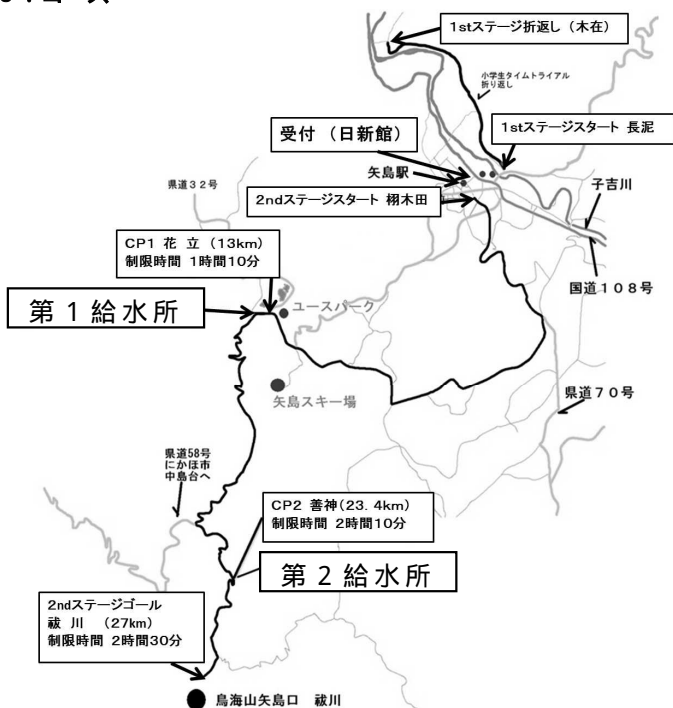 1stステージ折返し（木在）
小学生タイムトライアル
折り返し
1stステージスタート 長泥
受付（日新館）
矢島駅
子吉川
県道３２号
2ndステージスタート 栩木田
CP1 花 立 （13km）
制限時間 1時間10分
国道１０８号
第１給水所
ユースパーク
矢島スキー場
県道７０号
県道58号
にかほ市
中島台へ
CP2 善神（23. 4km）
制限時間 2時間10分
第２給水所
2ndステージゴール
祓 川 （27km）
制限時間 2時間30分
鳥海山矢島口 祓川